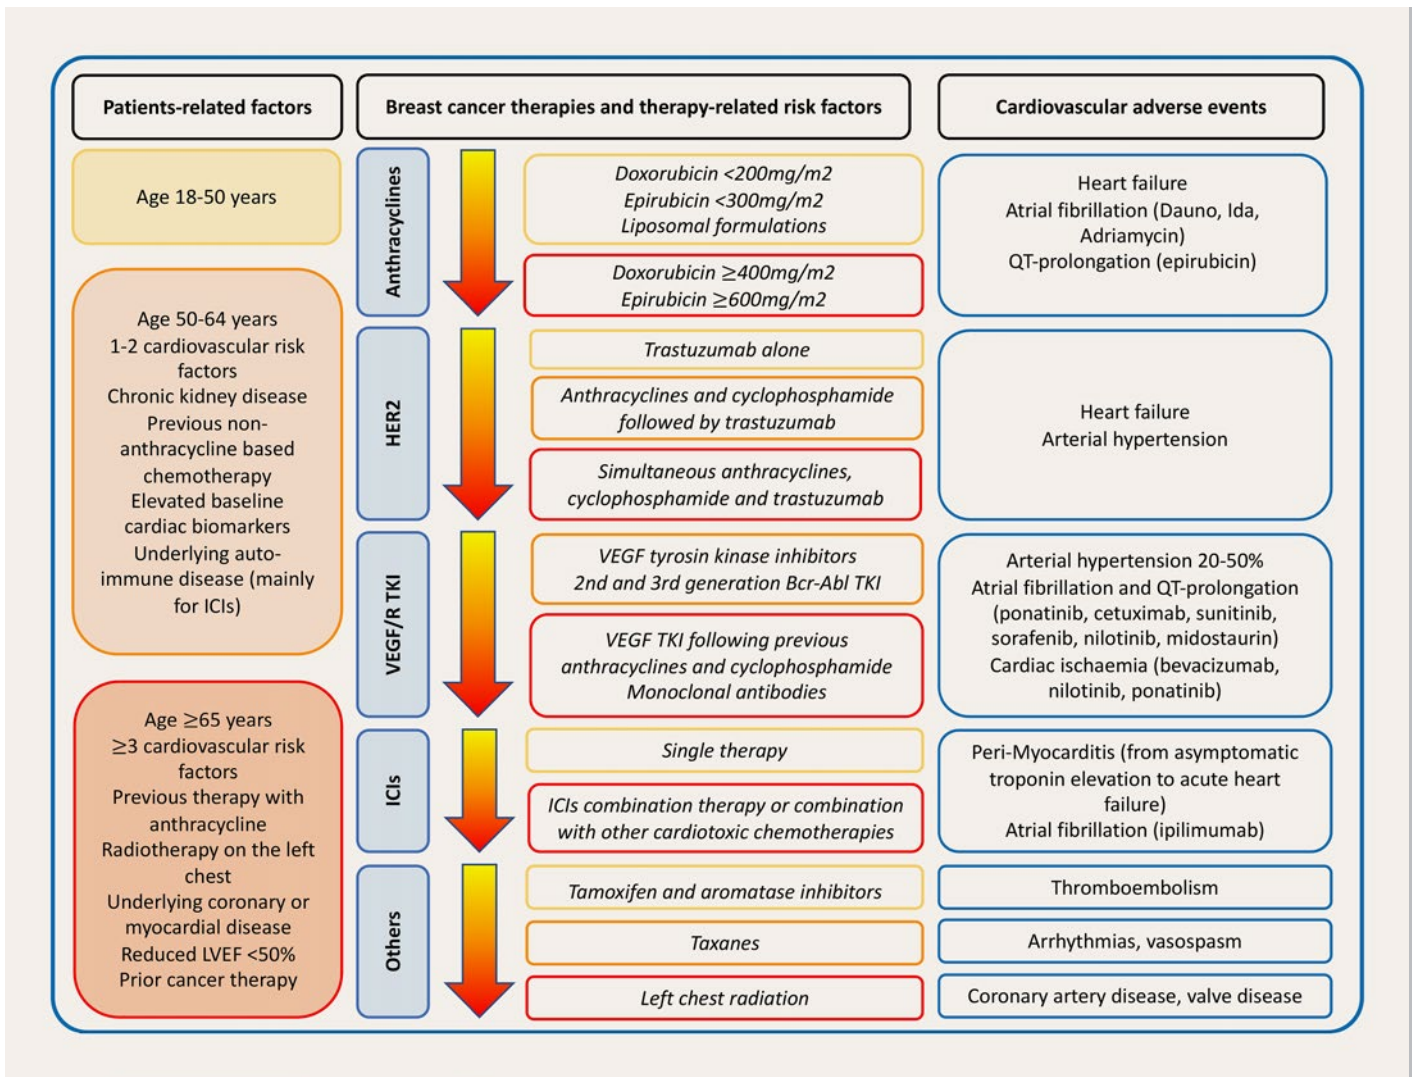 Patients-related factors
Breast cancer therapies and therapy-related risk factors
Cardiovascular adverse events
Age 18-50 years
Age 50-64 years
1-2 cardiovascular risk
factors
Chronic kidney disease
Previous non-
anthracycline based
chemotherapy
Elevated baseline
cardiac biomarkers
Underlying auto-
immune disease (mainly
for ICIs)
Age ≥65 years
≥3 cardiovascular risk
factors
Previous therapy with
anthracycline
Radiotherapy on the left
chest
Underlying coronary or
myocardial disease
Reduced LVEF <50%
Prior cancer therapy
Anthracyclines
Doxorubicin <200mg/m2
Epirubicin <300mg/m2
Liposomal formulations
Doxorubicin ≥400mg/m2
Epirubicin ≥600mg/m2
Heart failure
Atrial fibrillation (Dauno, Ida,
Adriamycin)
QT-prolongation (epirubicin)
HER2
Trastuzumab alone
Anthracyclines and cyclophosphamide
followed by trastuzumab
Simultaneous anthracyclines,
cyclophosphamide and trastuzumab
Heart failure
Arterial hypertension
VEGF/R TKI
VEGF tyrosin kinase inhibitors
2nd and 3rd generation Bcr-Abl TKI
VEGF TKI following previous
anthracyclines and cyclophosphamide
Monoclonal antibodies
Arterial hypertension 20-50%
Atrial fibrillation and QT-prolongation
(ponatinib, cetuximab, sunitinib,
sorafenib, nilotinib, midostaurin)
Cardiac ischaemia (bevacizumab,
nilotinib, ponatinib)
ICIs
Single therapy
ICIs combination therapy or combination
with other cardiotoxic chemotherapies
Peri-Myocarditis (from asymptomatic
troponin elevation to acute heart
failure)
Atrial fibrillation (ipilimumab)
Others
Tamoxifen and aromatase inhibitors
Thromboembolism
Taxanes
Arrhythmias, vasospasm
Left chest radiation
Coronary artery disease, valve disease